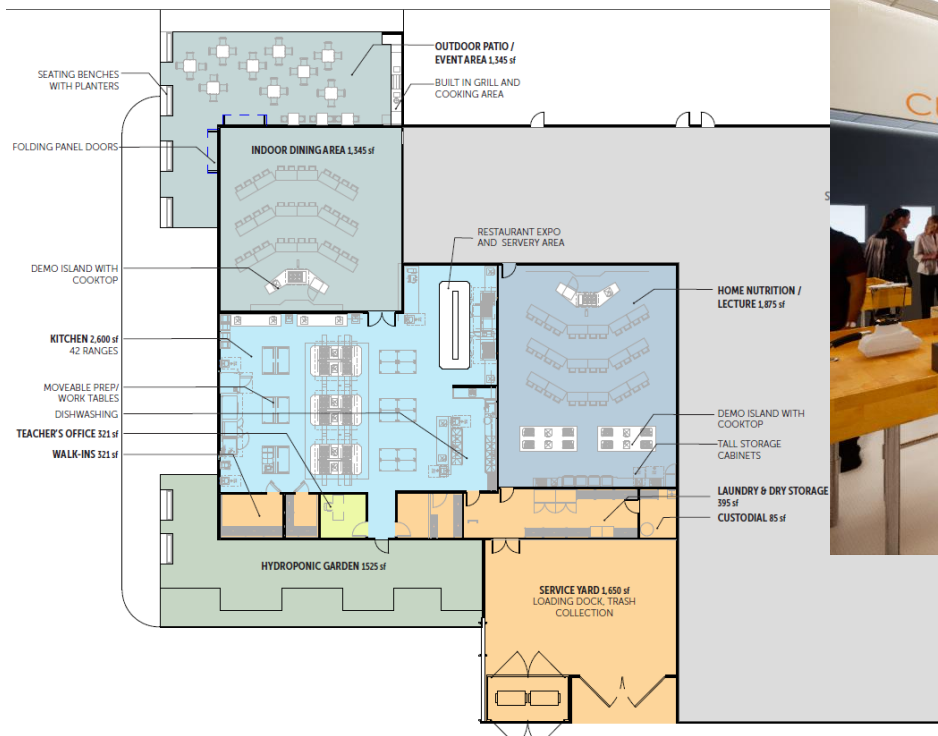 OUTDOOR PATIO /
EVENT AREA 1,345 sf
SEATING BENCHES
WITH PLANTERS
BUILT IN GRILL AND
COOKING AREA
FOLDING PANEL DOORS
INDOOR DINING AREA 1,345 sf
RESTAURANT EXPO
AND SERVERY AREA
DEMO ISLAND WITH
COOKTOP
HOME NUTRITION /
LECTURE 1,875 sf
KITCHEN 2,600 sf
42 RANGES
MOVEABLE PREP/
WORK TABLES
DISHWASHING
DEMO ISLAND WITH
COOKTOP
TEACHER'S OFFICE 321 sf
TALL STORAGE
CABINETS
WALK-INS 321 sf
LAUNDRY & DRY STORAGE
395 sf
CUSTODIAL 85 sf
HYDROPONIC GARDEN 1525 sf
SERVICE YARD 1,650 sf
LOADING DOCK, TRASH
COLLECTION